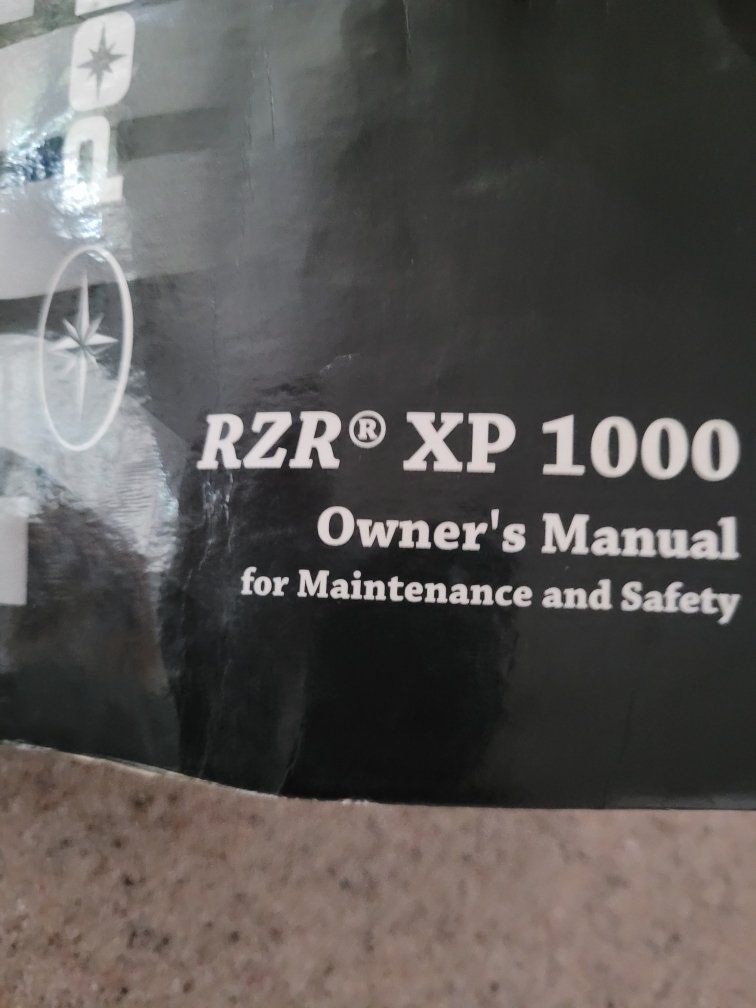 RZR® XP 1000
Owner's Manual
for Maintenance and Safety